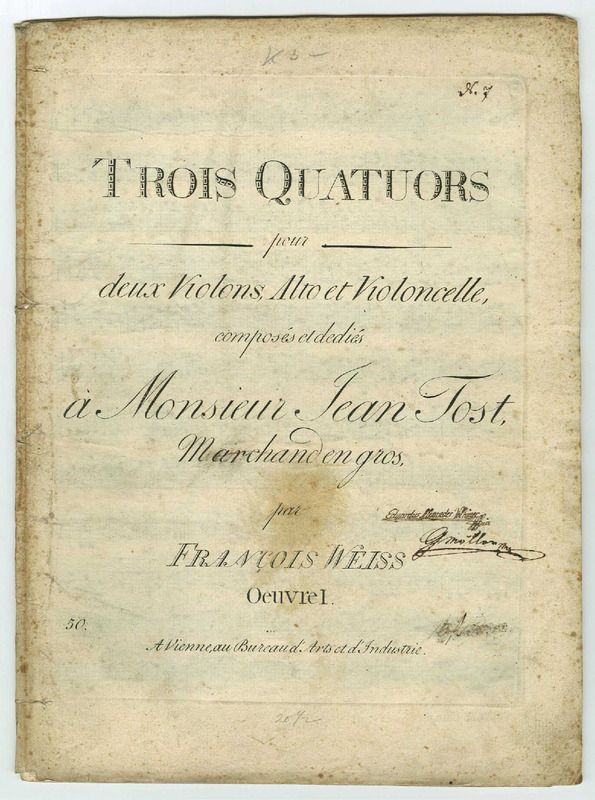 TROIS QUATUORS
pour
deux Violons, Alto et Violoncelle,
composés et dediés
à Monsieur Jean Tost,
Marchand en gros,
par
FRANÇOIS WEISS
Oeuvre I.
50.
A Vienne, au Bureau d'Arts et d'Industrie.